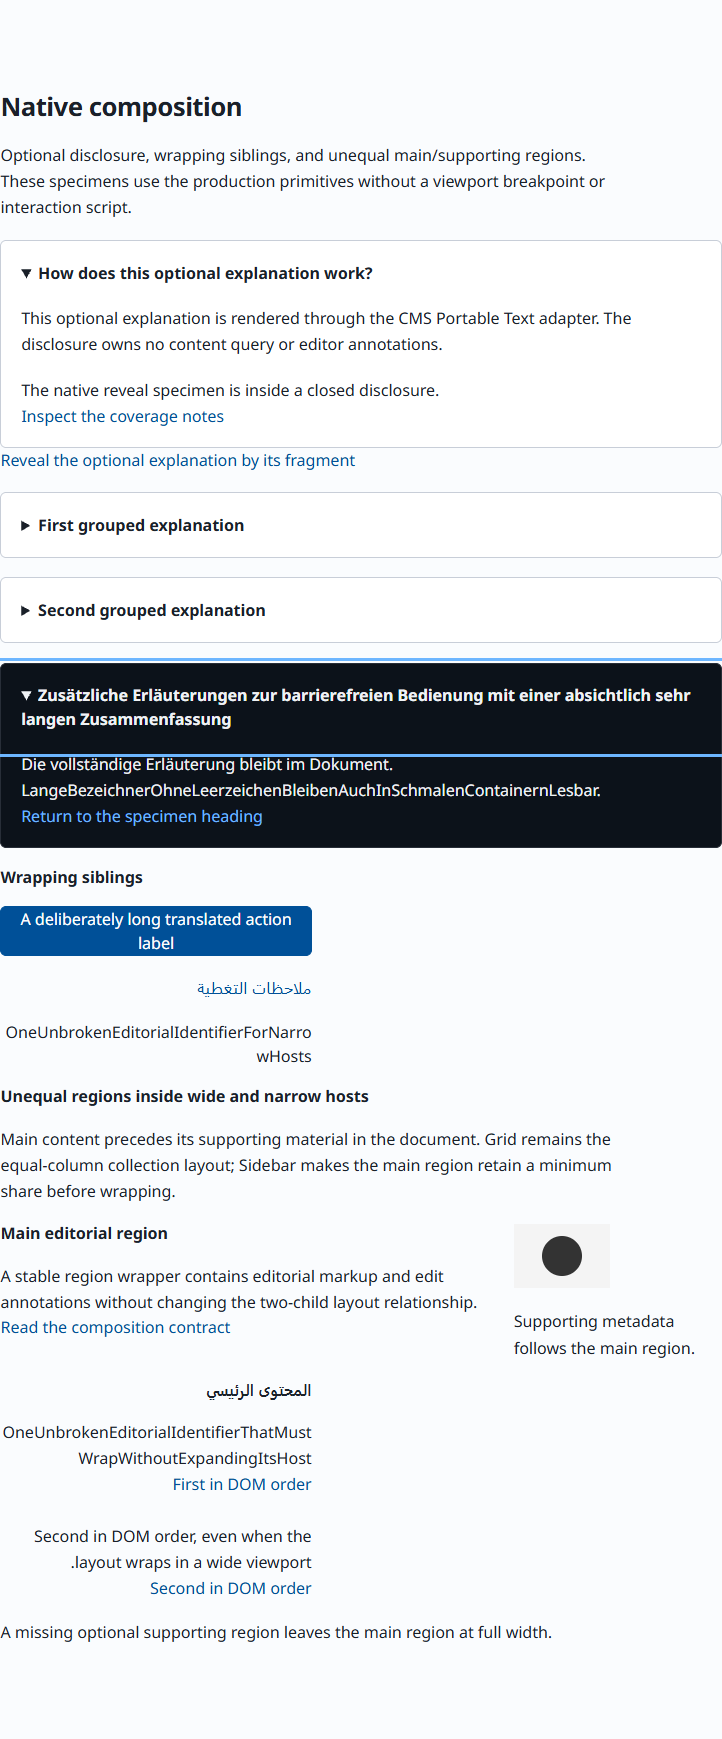 Native composition
Optional disclosure, wrapping siblings, and unequal main/supporting regions.
These specimens use the production primitives without a viewport breakpoint or
interaction script.
How does this optional explanation work?
This optional explanation is rendered through the CMS Portable Text adapter. The
disclosure owns no content query or editor annotations.
The native reveal specimen is inside a closed disclosure.
Inspect the coverage notes
Reveal the optional explanation by its fragment
First grouped explanation
Second grouped explanation
Zusätzliche Erläuterungen zur barrierefreien Bedienung mit einer absichtlich sehr
langen Zusammenfassung
Die vollständige Erläuterung bleibt im Dokument.
LangeBezeichnerOhneLeerzeichenBleibenAuchInSchmalenContainernLesbar.
Return to the specimen heading
Wrapping siblings
A deliberately long translated action
label
ملاحظات التغطية
OneUnbrokenEditorialIdentifierForNarro
wHosts
Unequal regions inside wide and narrow hosts
Main content precedes its supporting material in the document. Grid remains the
equal-column collection layout; Sidebar makes the main region retain a minimum
share before wrapping.
Main editorial region
A stable region wrapper contains editorial markup and edit
annotations without changing the two-child layout relationship.
Read the composition contract
Supporting metadata
follows the main region.
المحتوى الرئيسي
OneUnbrokenEditorialIdentifierThatMust
WrapWithoutExpandingItsHost
First in DOM order
Second in DOM order, even when the
.layout wraps in a wide viewport
Second in DOM order
A missing optional supporting region leaves the main region at full width.